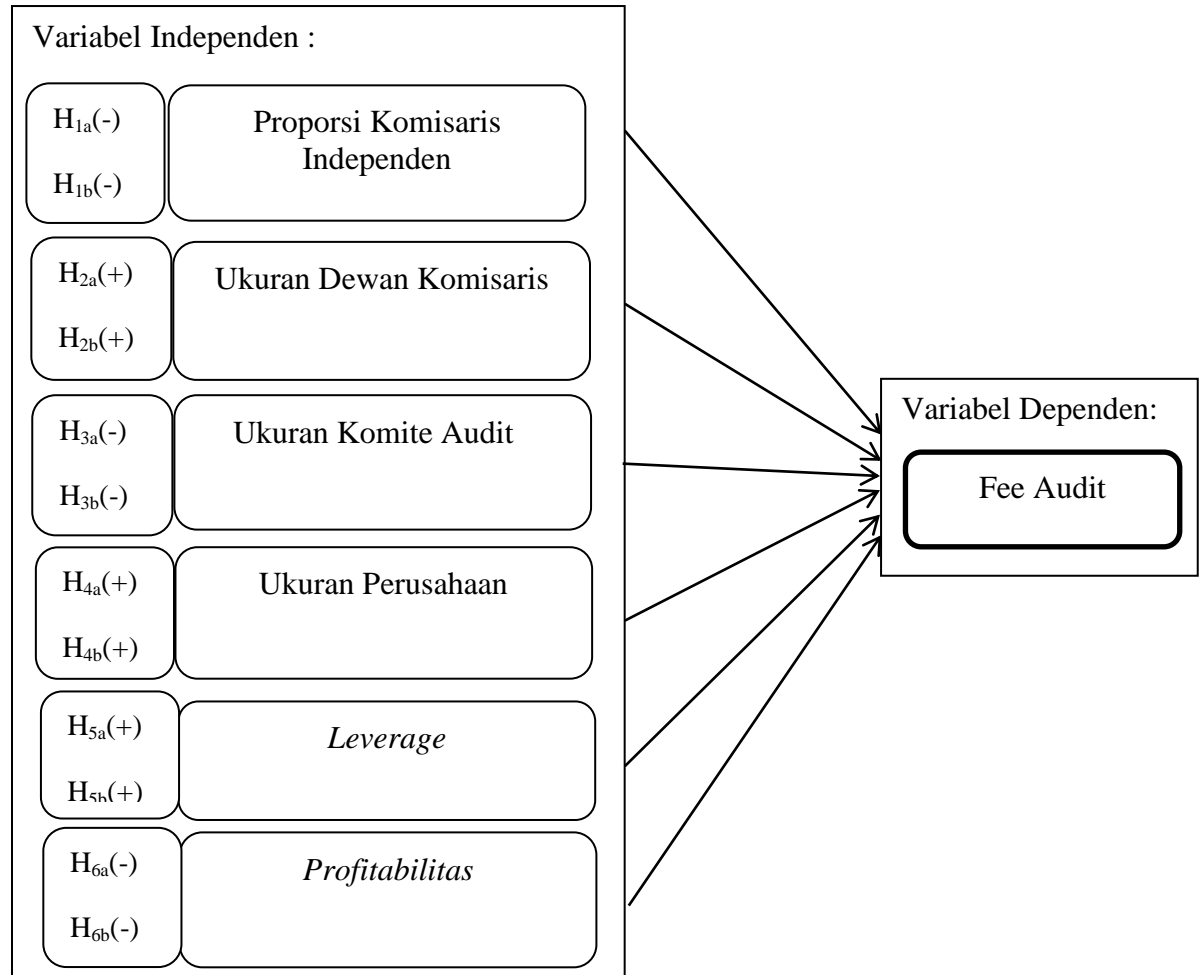 Variabel Independen :
H1a(-)
H1b(-)
Proporsi Komisaris
Independen
H2a(+)
H2b(+)
Ukuran Dewan Komisaris
H3a(-)
H3b(-)
Ukuran Komite Audit
H4a(+)
H4b(+)
Ukuran Perusahaan
H5a(+)
H5b(+)
Leverage
H6a(-)
H6b(-)
Profitabilitas
Variabel Dependen:
Fee Audit